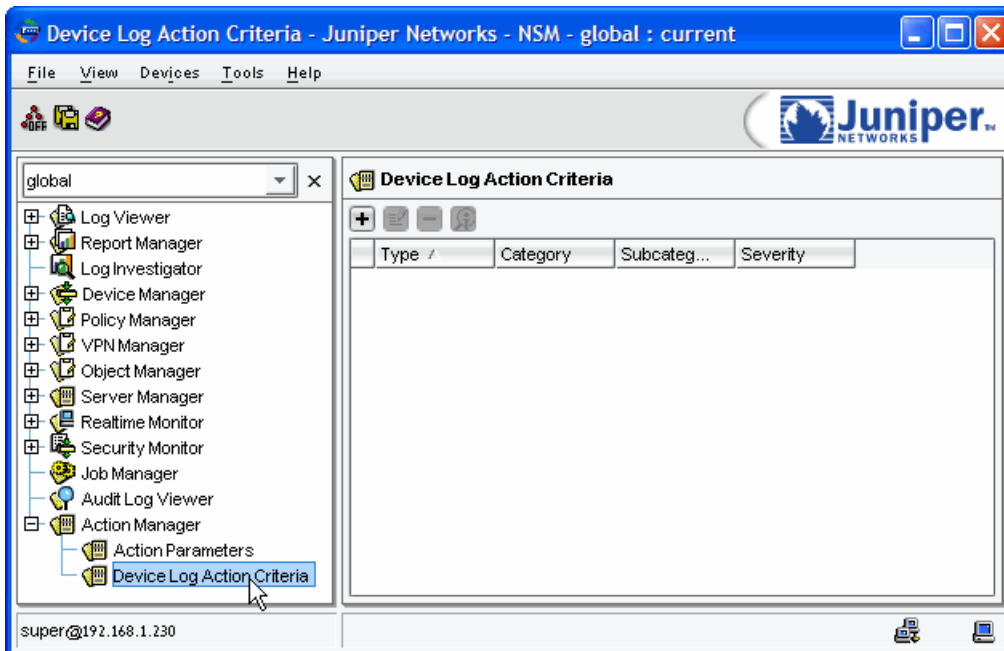 Device Log Action Criteria - Juniper Networks - NSM - global : current
File View Devices Tools Help
OFF
Juniper
NETWORKS
TM
global
Device Log Action Criteria
Log Viewer
Report Manager
Log Investigator
Device Manager
Policy Manager
VPN Manager
Object Manager
Server Manager
Realtime Monitor
Security Monitor
Job Manager
Audit Log Viewer
Action Manager
Action Parameters
Device Log Action Criteria
Type Category Subcateg... Severity
super@192.168.1.230